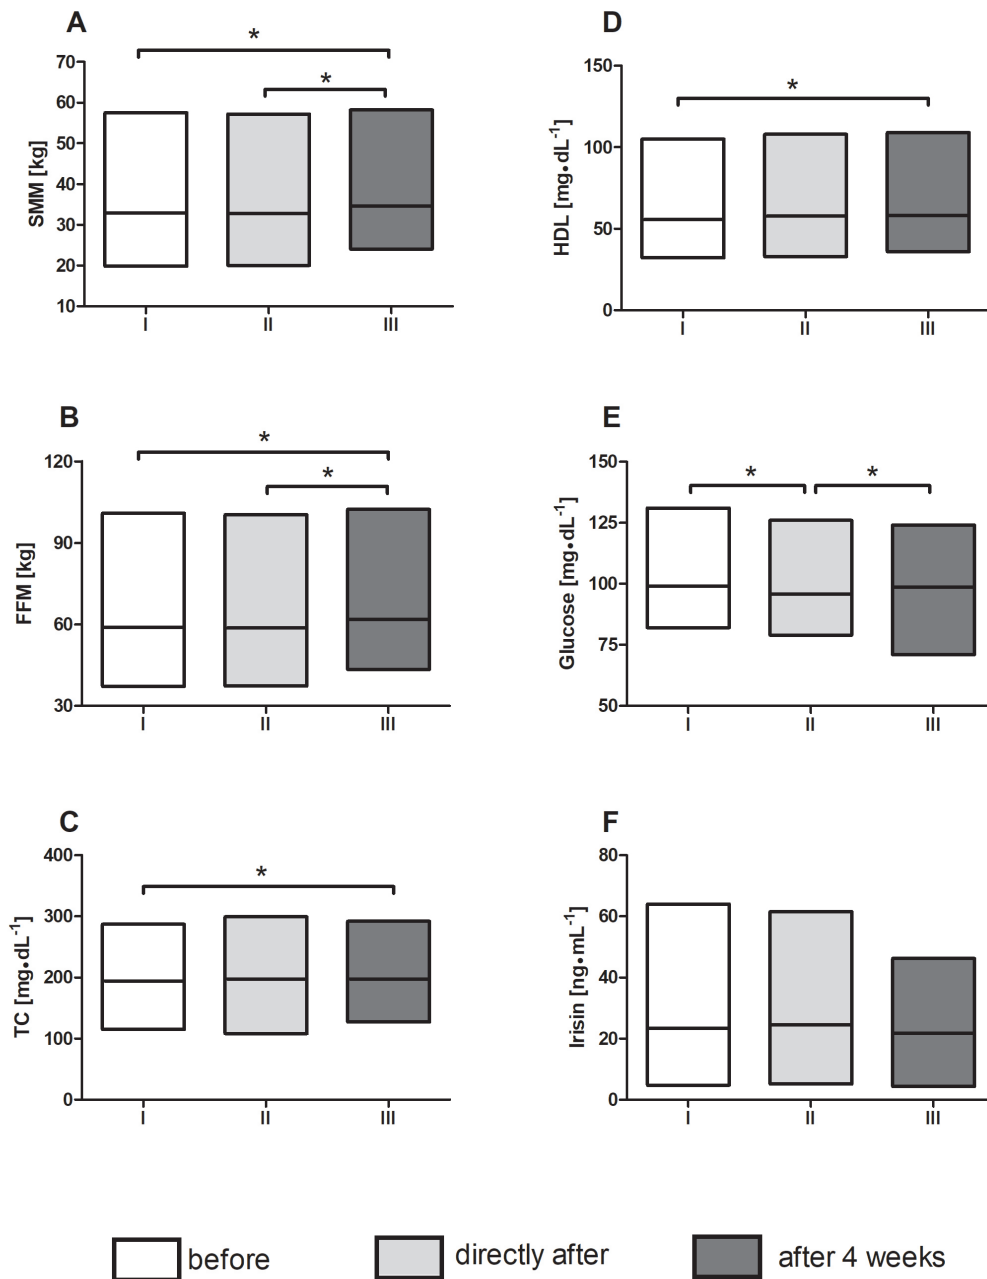 A
*
*
SMM [kg]
70
60
50
40
30
20
10
I
II
III
D
*
HDL [mg•dL-1]
150
100
50
0
I
II
III
B
*
*
FFM [kg]
120
90
60
30
I
II
III
E
*
*
Glucose [mg•dL-1]
150
125
100
75
50
I
II
III
C
*
TC [mg•dL-1]
400
300
200
100
0
I
II
III
F
Irisin [ng•mL-1]
80
60
40
20
0
I
II
III
before
directly after
after 4 weeks